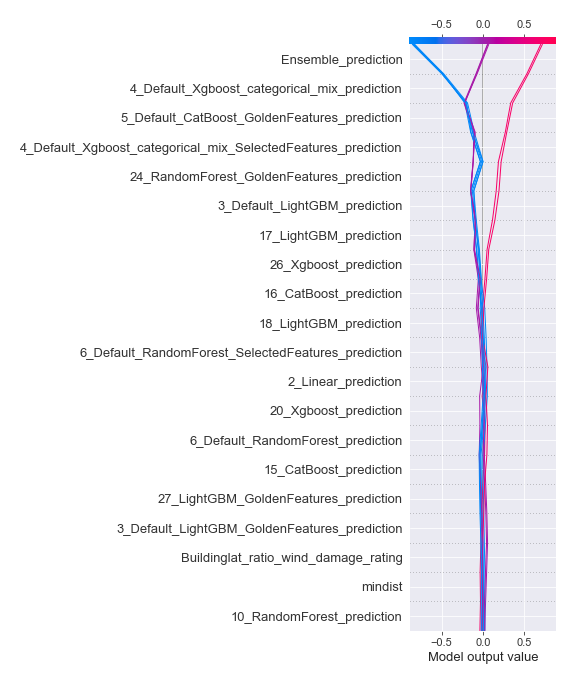 −0.5 0.0 0.5
Ensemble_prediction
4_Default_Xgboost_categorical_mix_prediction
5_Default_CatBoost_GoldenFeatures_prediction
4_Default_Xgboost_categorical_mix_SelectedFeatures_prediction
24_RandomForest_GoldenFeatures_prediction
3_Default_LightGBM_prediction
17_LightGBM_prediction
26_Xgboost_prediction
16_CatBoost_prediction
18_LightGBM_prediction
6_Default_RandomForest_SelectedFeatures_prediction
2_Linear_prediction
20_Xgboost_prediction
6_Default_RandomForest_prediction
15_CatBoost_prediction
27_LightGBM_GoldenFeatures_prediction
3_Default_LightGBM_GoldenFeatures_prediction
Buildinglat_ratio_wind_damage_rating
mindist
10_RandomForest_prediction
−0.5 0.0 0.5
Model output value